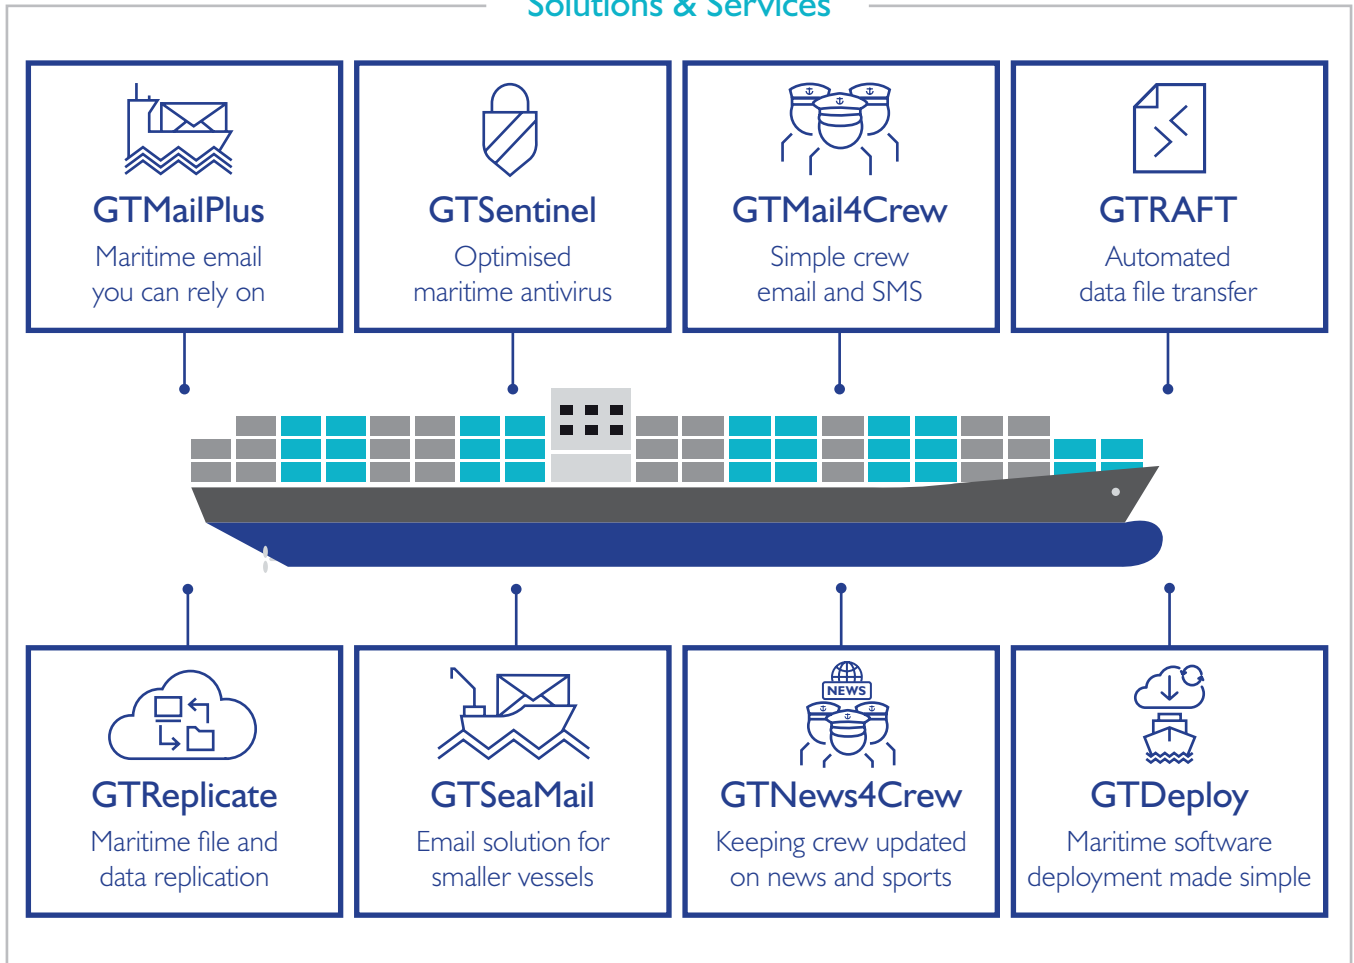 Solutions & Services
GTMailPlus
Maritime email
you can rely on
GTSentinel
Optimised
maritime antivirus
GTMail4Crew
Simple crew
email and SMS
GTRAFT
Automated
data file transfer
GTReplicate
Maritime file and
data replication
GTSeaMail
Email solution for
smaller vessels
NEWS
GTNews4Crew
Keeping crew updated
on news and sports
GTDeploy
Maritime software
deployment made simple